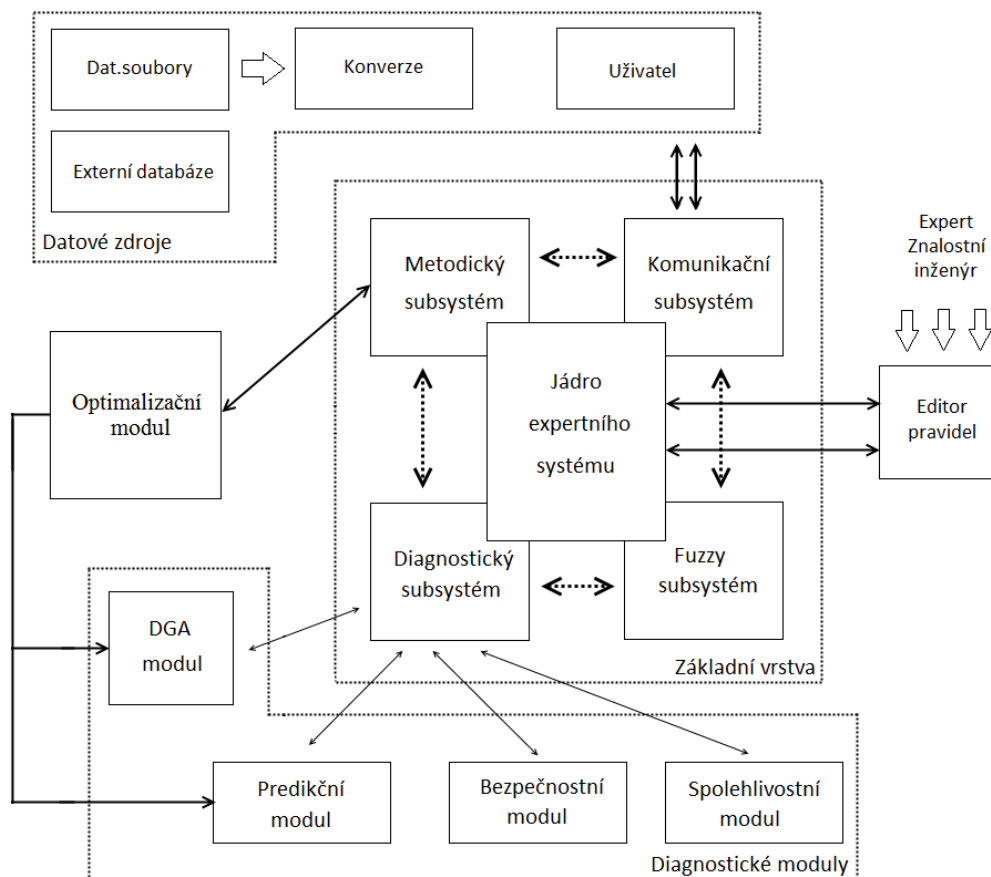 Dat.soubory
Konverze
Uživatel
Externí databáze
Datové zdroje
Metodický
subsystém
Komunikační
subsystém
Expert
Znalostní
inženýr
Optimalizační
modul
Jádro
expertního
systému
Editor
pravidel
Diagnostický
subsystém
Fuzzy
subsystém
DGA
modul
Základní vrstva
Predikční
modul
Bezpečnostní
modul
Spolehlivostní
modul
Diagnostické moduly